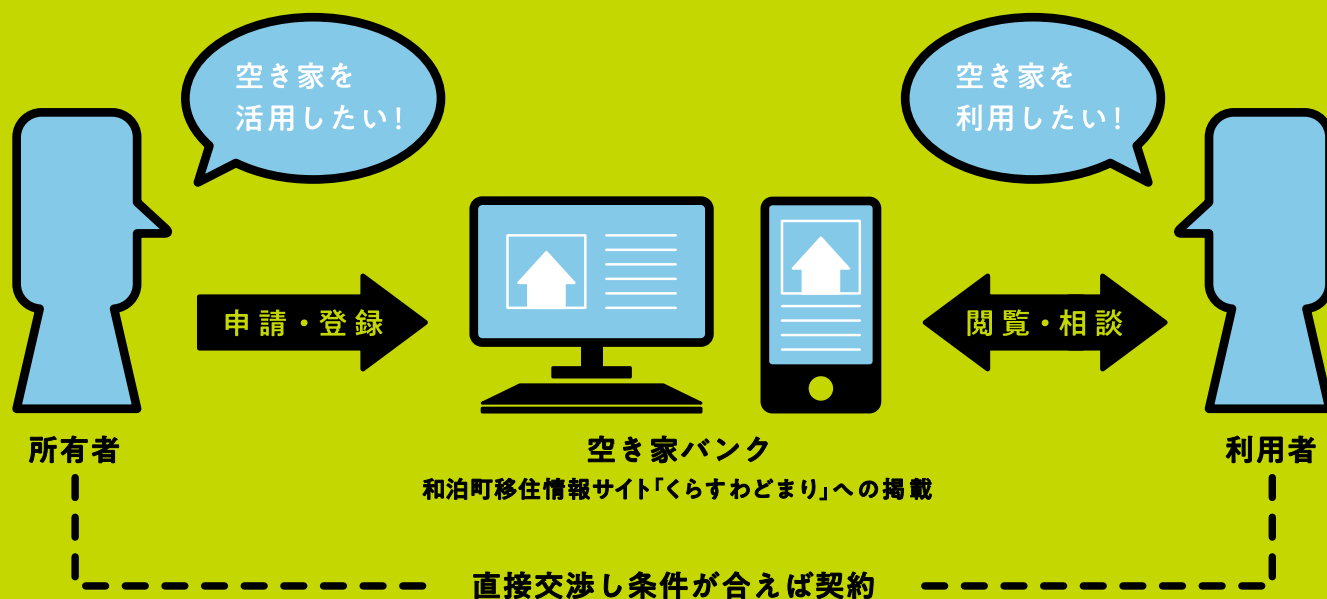 空き家を
活用したい!
空き家を
利用したい!
申請・登録
閲覧・相談
所有者
空き家バンク
利用者
和泊町移住情報サイト「くらすわどまり」への掲載
直接交渉し条件が合えば契約